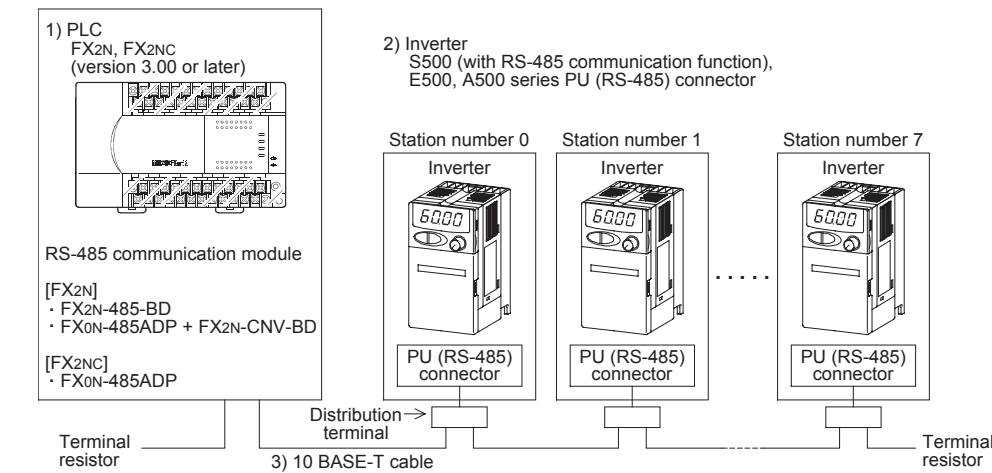 1) PLC
FX2N, FX2NC
(version 3.00 or later)
RS-485 communication module
[FX2N]
· FX2N-485-BD
· FX0N-485ADP + FX2N-CNV-BD
[FX2NC]
· FX0N-485ADP
2) Inverter
S500 (with RS-485 communication function),
E500, A500 series PU (RS-485) connector
Station number 0
Inverter
60.00
PU (RS-485)
connector
Station number 1
Inverter
60.00
PU (RS-485)
connector
Station number 7
Inverter
60.00
PU (RS-485)
connector
Distribution
terminal
Terminal
resistor
3) 10 BASE-T cable
Terminal
resistor